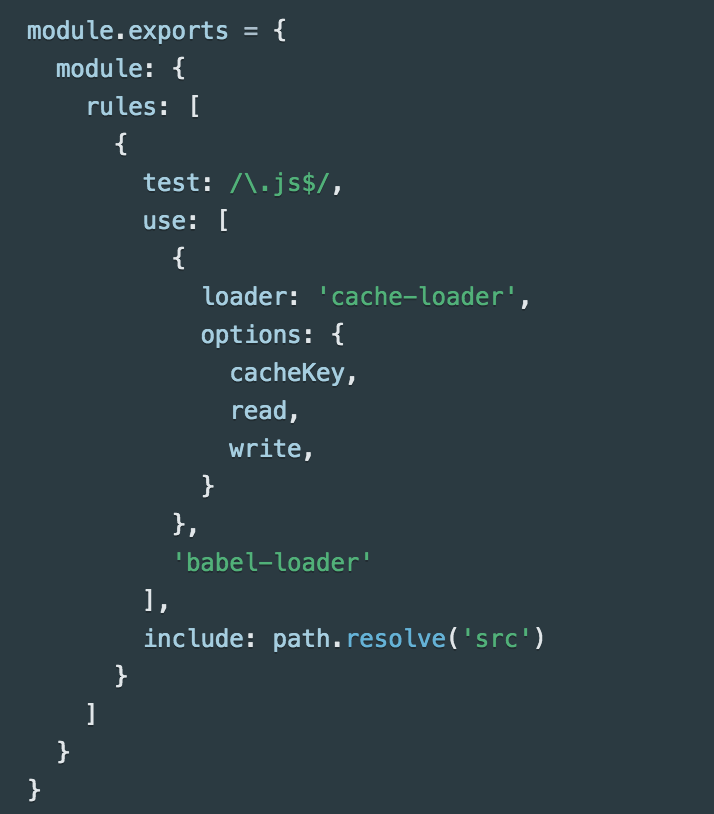 module.exports = {
  module: {
    rules: [
      {
        test: /\.js$/,
        use: [
          {
            loader: 'cache-loader',
            options: {
              cacheKey,
              read,
              write,
            }
          },
          'babel-loader'
        ],
        include: path.resolve('src')
      }
    ]
  }
}